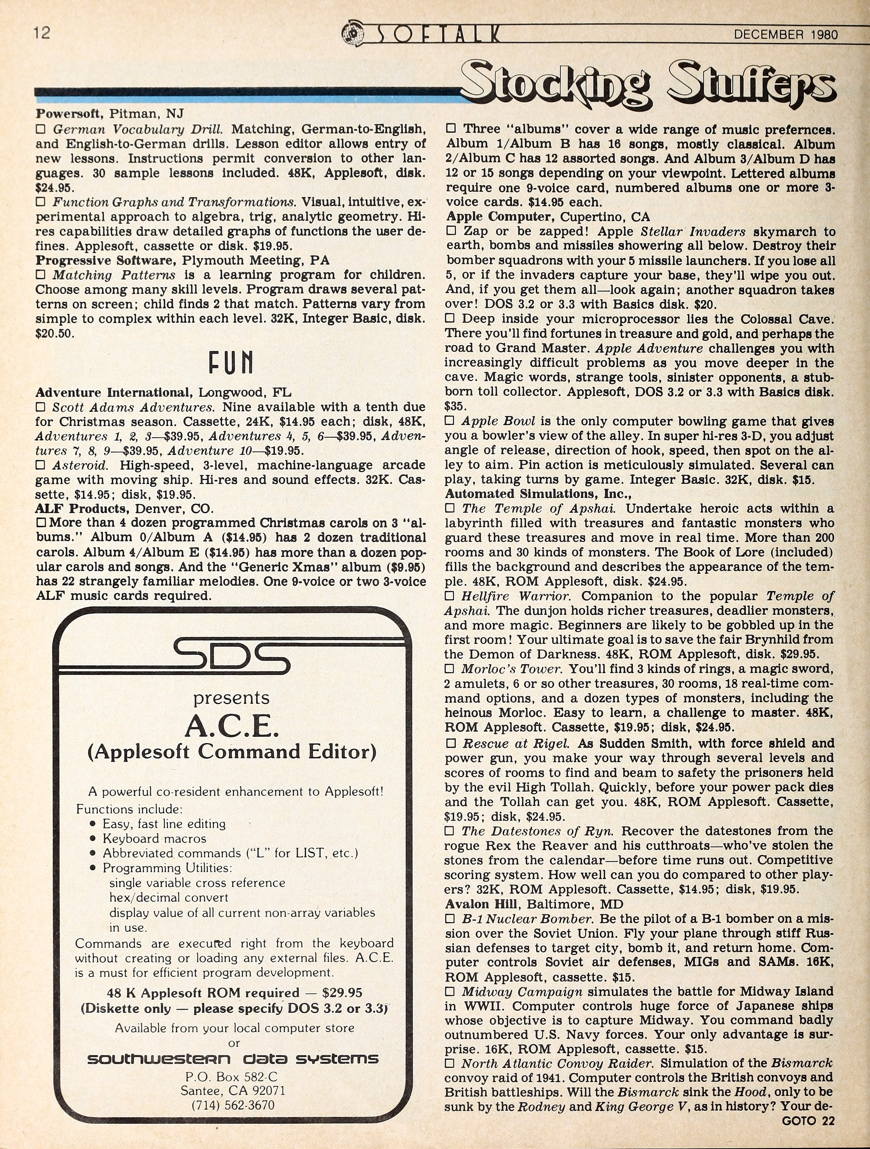 12
SOFTALK
DECEMBER 1980
Stocking Stuffers
Powersoft, Pitman, NJ
☐ German Vocabulary Drill. Matching, German-to-English,
and English-to-German drills. Lesson editor allows entry of
new lessons. Instructions permit conversion to other lan-
guages. 30 sample lessons included. 48K, Applesoft, disk.
$24.95.
☐ Function Graphs and Transformations. Visual, intuitive, ex-
perimental approach to algebra, trig, analytic geometry. Hi-
res capabilities draw detailed graphs of functions the user de-
fines. Applesoft, cassette or disk. $19.95.
Progressive Software, Plymouth Meeting, PA
☐ Matching Patterns is a learning program for children.
Choose among many skill levels. Program draws several pat-
terns on screen; child finds 2 that match. Patterns vary from
simple to complex within each level. 32K, Integer Basic, disk.
$20.50.
FUN
Adventure International, Longwood, FL
☐ Scott Adams Adventures. Nine available with a tenth due
for Christmas season. Cassette, 24K, $14.95 each; disk, 48K,
Adventures 1, 2, 3—$39.95, Adventures 4, 5, 6—$39.95, Adven-
tures 7, 8, 9—$39.95, Adventure 10—$19.95.
☐ Asteroid. High-speed, 3-level, machine-language arcade
game with moving ship. Hi-res and sound effects. 32K. Cas-
sette, $14.95; disk, $19.95.
ALF Products, Denver, CO.
☐ More than 4 dozen programmed Christmas carols on 3 "al-
bums." Album 0/Album A ($14.95) has 2 dozen traditional
carols. Album 4/Album E ($14.95) has more than a dozen pop-
ular carols and songs. And the "Generic Xmas" album ($9.95)
has 22 strangely familiar melodies. One 9-voice or two 3-voice
ALF music cards required.
SDS
presents
A.C.E.
(Applesoft Command Editor)
A powerful co-resident enhancement to Applesoft!
Functions include:
• Easy, fast line editing
• Keyboard macros
• Abbreviated commands ("L" for LIST, etc.)
• Programming Utilities:
single variable cross reference
hex/decimal convert
display value of all current non-array variables
in use.
Commands are executed right from the keyboard
without creating or loading any external files. A.C.E.
is a must for efficient program development.
48 K Applesoft ROM required — $29.95
(Diskette only — please specify DOS 3.2 or 3.3)
Available from your local computer store
or
southwestern data systems
P.O. Box 582-C
Santee, CA 92071
(714) 562-3670
☐ Three "albums" cover a wide range of music prefernces.
Album 1/Album B has 16 songs, mostly classical. Album
2/Album C has 12 assorted songs. And Album 3/Album D has
12 or 15 songs depending on your viewpoint. Lettered albums
require one 9-voice card, numbered albums one or more 3-
voice cards. $14.95 each.
Apple Computer, Cupertino, CA
☐ Zap or be zapped! Apple Stellar Invaders skymarch to
earth, bombs and missiles showering all below. Destroy their
bomber squadrons with your 5 missile launchers. If you lose all
5, or if the invaders capture your base, they'll wipe you out.
And, if you get them all—look again; another squadron takes
over! DOS 3.2 or 3.3 with Basics disk. $20.
☐ Deep inside your microprocessor lies the Colossal Cave.
There you'll find fortunes in treasure and gold, and perhaps the
road to Grand Master. Apple Adventure challenges you with
increasingly difficult problems as you move deeper in the
cave. Magic words, strange tools, sinister opponents, a stub-
born toll collector. Applesoft, DOS 3.2 or 3.3 with Basics disk.
$35.
☐ Apple Bowl is the only computer bowling game that gives
you a bowler's view of the alley. In super hi-res 3-D, you adjust
angle of release, direction of hook, speed, then spot on the al-
ley to aim. Pin action is meticulously simulated. Several can
play, taking turns by game. Integer Basic. 32K, disk. $15.
Automated Simulations, Inc.,
☐ The Temple of Apshai. Undertake heroic acts within a
labyrinth filled with treasures and fantastic monsters who
guard these treasures and move in real time. More than 200
rooms and 30 kinds of monsters. The Book of Lore (included)
fills the background and describes the appearance of the tem-
ple. 48K, ROM Applesoft, disk. $24.95.
☐ Hellfire Warrior. Companion to the popular Temple of
Apshai. The dunjon holds richer treasures, deadlier monsters,
and more magic. Beginners are likely to be gobbled up in the
first room! Your ultimate goal is to save the fair Brynhild from
the Demon of Darkness. 48K, ROM Applesoft, disk. $29.95.
☐ Morloc's Tower. You'll find 3 kinds of rings, a magic sword,
2 amulets, 6 or so other treasures, 30 rooms, 18 real-time com-
mand options, and a dozen types of monsters, including the
heinous Morloc. Easy to learn, a challenge to master. 48K,
ROM Applesoft. Cassette, $19.95; disk, $24.95.
☐ Rescue at Rigel. As Sudden Smith, with force shield and
power gun, you make your way through several levels and
scores of rooms to find and beam to safety the prisoners held
by the evil High Tollah. Quickly, before your power pack dies
and the Tollah can get you. 48K, ROM Applesoft. Cassette,
$19.95; disk, $24.95.
☐ The Datestones of Ryn. Recover the datestones from the
rogue Rex the Reaver and his cutthroats—who've stolen the
stones from the calendar—before time runs out. Competitive
scoring system. How well can you do compared to other play-
ers? 32K, ROM Applesoft. Cassette, $14.95; disk, $19.95.
Avalon Hill, Baltimore, MD
☐ B-1 Nuclear Bomber. Be the pilot of a B-1 bomber on a mis-
sion over the Soviet Union. Fly your plane through stiff Rus-
sian defenses to target city, bomb it, and return home. Com-
puter controls Soviet air defenses, MIGs and SAMs. 16K,
ROM Applesoft, cassette. $15.
☐ Midway Campaign simulates the battle for Midway Island
in WWII. Computer controls huge force of Japanese ships
whose objective is to capture Midway. You command badly
outnumbered U.S. Navy forces. Your only advantage is sur-
prise. 16K, ROM Applesoft, cassette. $15.
☐ North Atlantic Convoy Raider. Simulation of the Bismarck
convoy raid of 1941. Computer controls the British convoys and
British battleships. Will the Bismarck sink the Hood, only to be
sunk by the Rodney and King George V, as in history? Your de-
GOTO 22